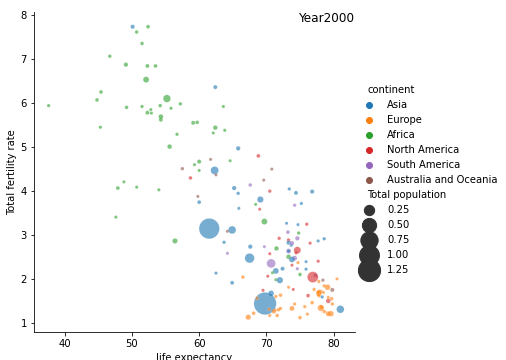 Year2000
8
7
6
5
4
3
2
1
Total fertility rate
40
50
60
70
80
life expectancy
continent
Asia
Europe
Africa
North America
South America
Australia and Oceania
Total population
0.25
0.50
0.75
1.00
1.25